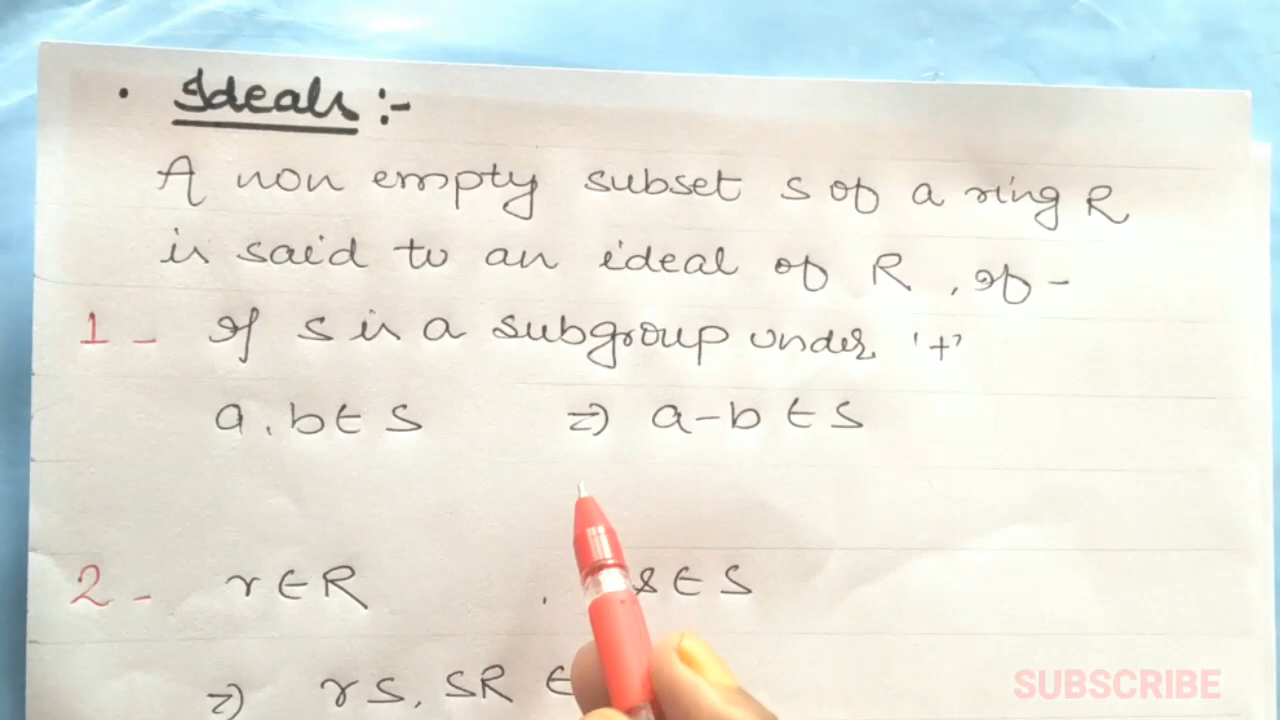 . Ideals :-
A non empty subset S of a ring R
is said to an ideal of R , if -
1 - If S is a subgroup under '+'
a , b ∈ S ⇒ a - b ∈ S
2 - r ∈ R , s ∈ S
⇒ rs, SR ∈
SUBSCRIBE